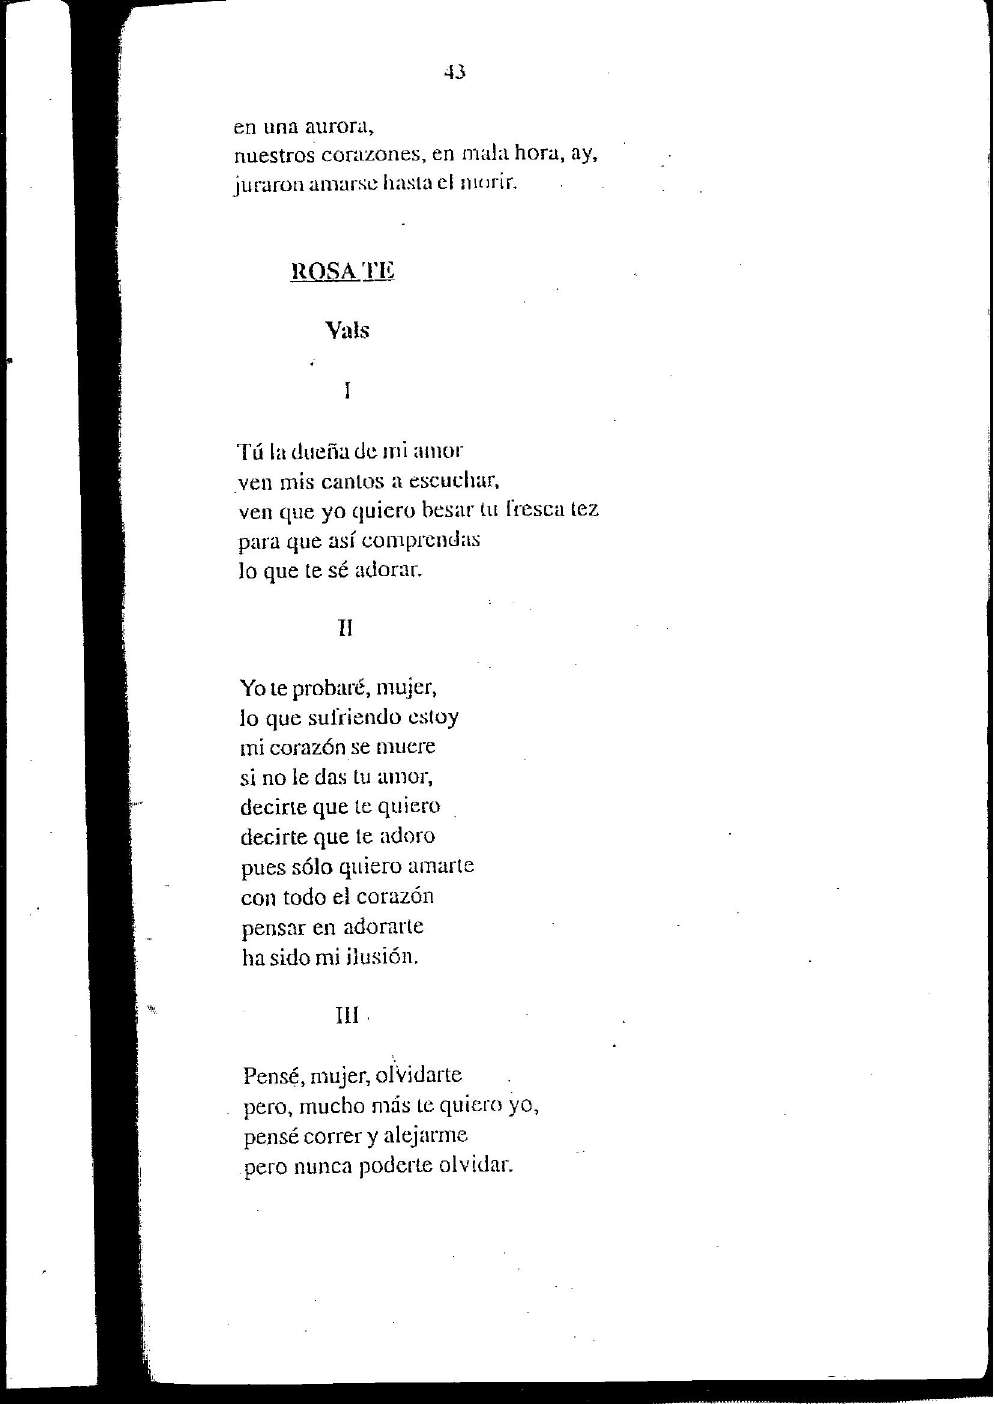 43
en una aurora,
nuestros corazones, en mala hora, ay,
juraron amarse hasta el morir.
ROSA TE
Vals
I
Tú la dueña de mi amor
ven mis cantos a escuchar,
ven que yo quiero besar tu fresca tez
para que así comprendas
lo que te sé adorar.
II
Yo te probaré, mujer,
lo que sufriendo estoy
mi corazón se muere
si no le das tu amor,
decirte que te quiero
decirte que te adoro
pues sólo quiero amarte
con todo el corazón
pensar en adorarte
ha sido mi ilusión.
III
Pensé, mujer, olvidarte
pero, mucho más te quiero yo,
pensé correr y alejarme
pero nunca poderte olvidar.